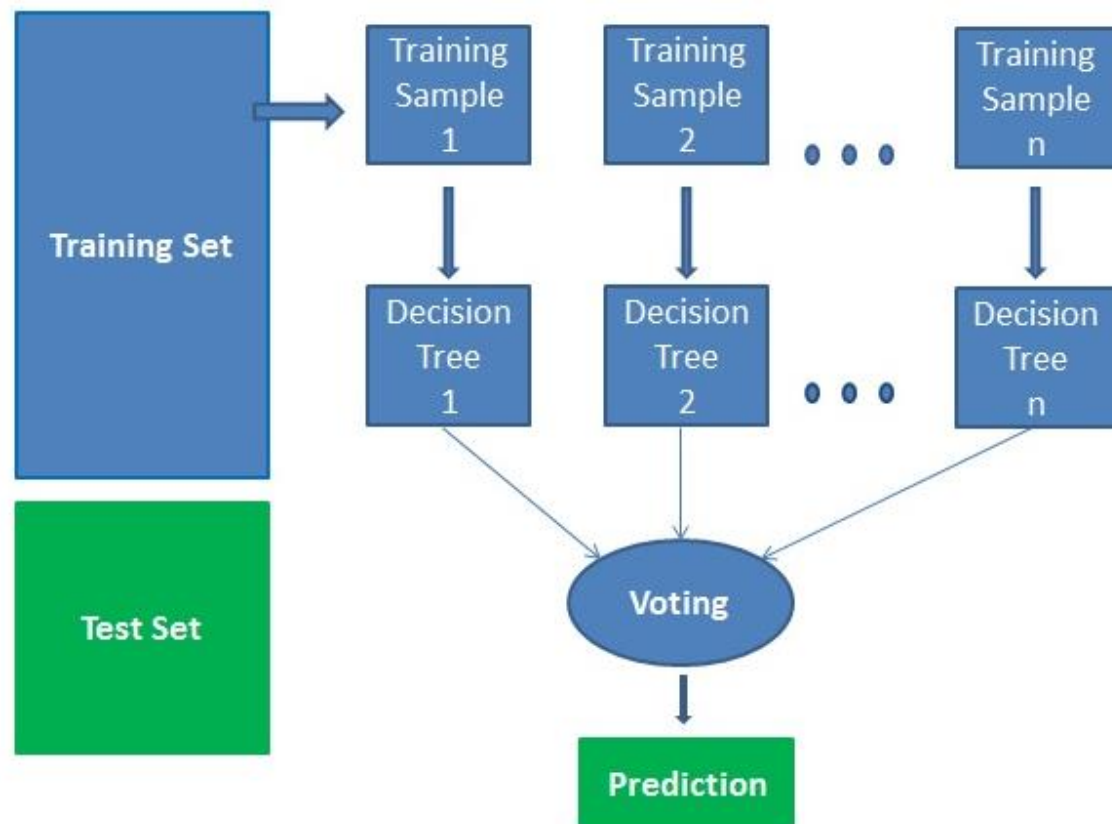 Training Set
Training
Sample
1
Training
Sample
2
Training
Sample
n
Decision
Tree
1
Decision
Tree
2
Decision
Tree
n
Test Set
Voting
Prediction